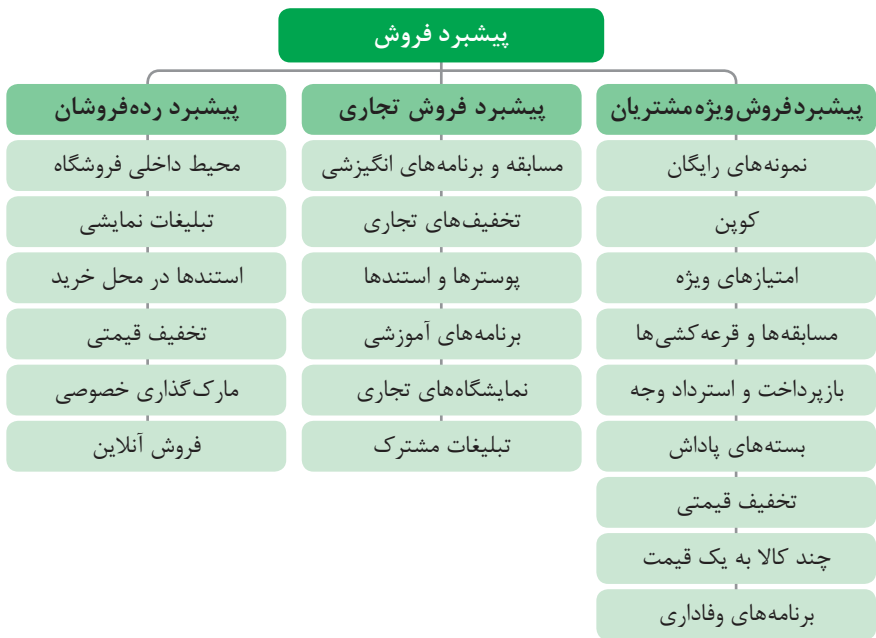 پیشبرد فروش
پیشبرد فروش ویژه مشتریان
نمونه‌های رایگان
کوپن
امتیازهای ویژه
مسابقه‌ها و قرعه‌کشی‌ها
بازپرداخت و استرداد وجه
بسته‌های پاداش
تخفیف قیمتی
چند کالا به یک قیمت
برنامه‌های وفاداری
پیشبرد فروش تجاری
مسابقه و برنامه‌های انگیزشی
تخفیف‌های تجاری
پوسترها و استندها
برنامه‌های آموزشی
نمایشگاه‌های تجاری
تبلیغات مشترک
پیشبرد رده‌فروشان
محیط داخلی فروشگاه
تبلیغات نمایشی
استندها در محل خرید
تخفیف قیمتی
مارک‌گذاری خصوصی
فروش آنلاین